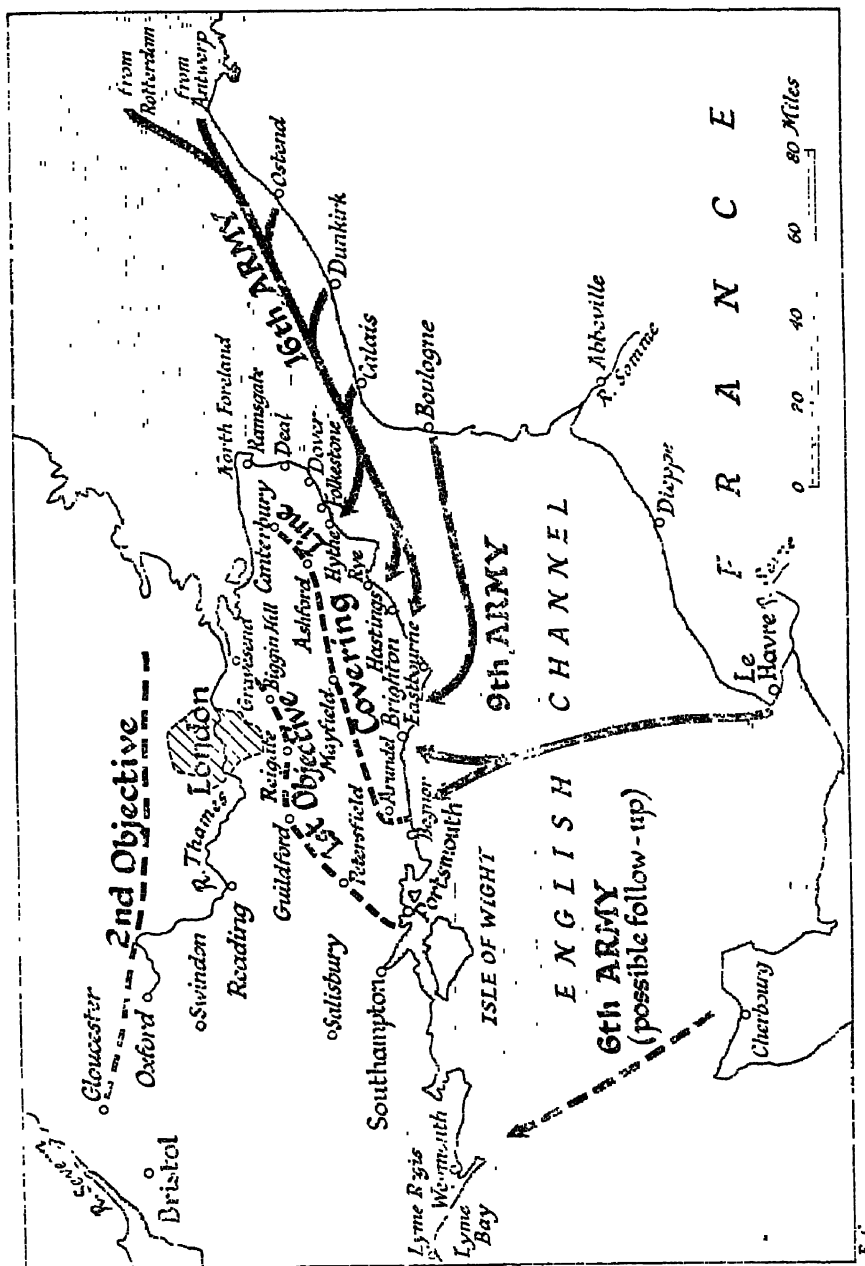 Gloucester
2nd Objective
Oxford
R. Severn
Bristol
Swindon
R. Thames
London
Reading
Gravesend
Biggin Hill
Canterbury
North Foreland
Ramsgate
Deal
Dover
Folkestone
Hythe
Rye
Hastings
Ashford
Line
Covering
Reigate
Guildford
1st Objective
Mayfield
Petersfield
Arundel
Brighton
Eastbourne
Bognor
Portsmouth
Salisbury
Southampton
ISLE OF WIGHT
Lyme Regis
Weymouth
Lyme
Bay
from
Rotterdam
from
Antwerp
16th ARMY
Ostend
Dunkirk
Calais
Boulogne
9th ARMY
ENGLISH CHANNEL
6th ARMY
(possible follow-up)
Cherbourg
Le
Havre
R. Seine
Dieppe
Abbeville
R. Somme
FRANCE
0 20 40 60 80 Miles